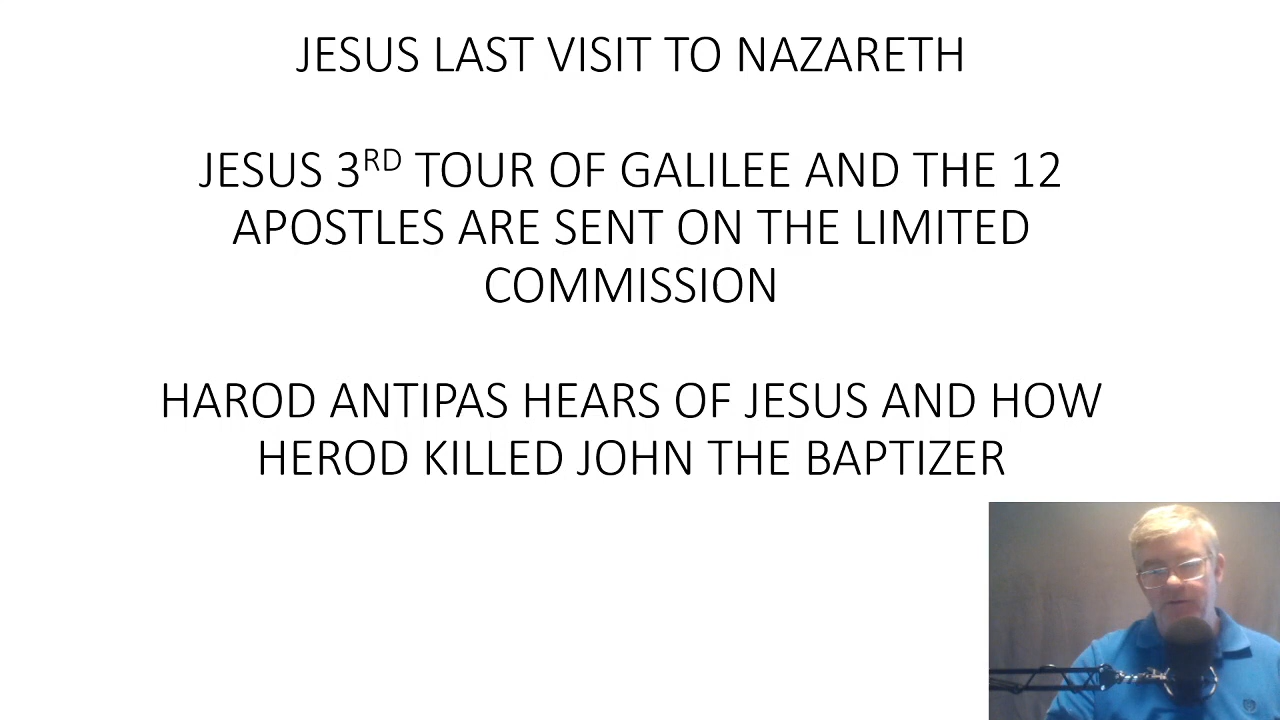 JESUS LAST VISIT TO NAZARETH
JESUS 3RD TOUR OF GALILEE AND THE 12
APOSTLES ARE SENT ON THE LIMITED
COMMISSION
HAROD ANTIPAS HEARS OF JESUS AND HOW
HEROD KILLED JOHN THE BAPTIZER